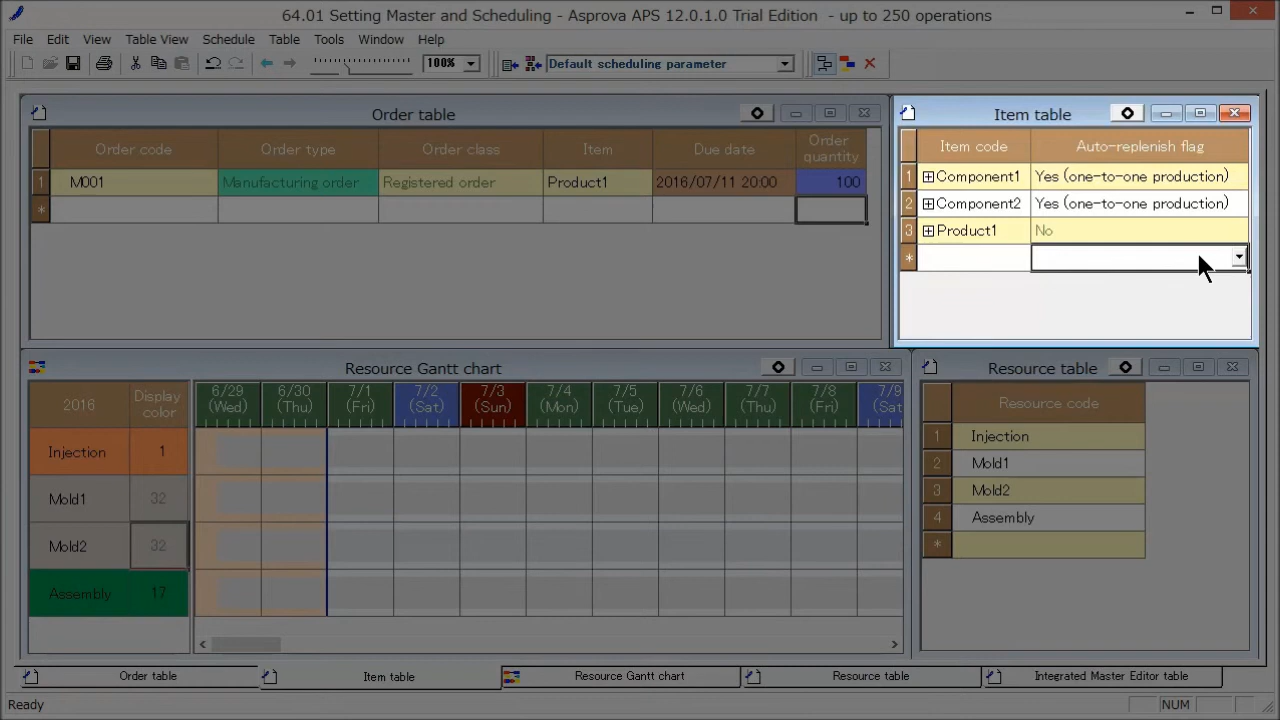 64.01 Setting Master and Scheduling - Asprova APS 12.0.1.0 Trial Edition - up to 250 operations
File Edit View Table View Schedule Table Tools Window Help
100% Default scheduling parameter
Order table
Order code Order type Order class Item Due date Order quantity
1 M001 Manufacturing order Registered order Product1 2016/07/11 20:00 100
*
Item table
Item code Auto-replenish flag
1 Component1 Yes (one-to-one production)
2 Component2 Yes (one-to-one production)
3 Product1 No
*
Resource Gantt chart
2016 Display color 6/29 (Wed) 6/30 (Thu) 7/1 (Fri) 7/2 (Sat) 7/3 (Sun) 7/4 (Mon) 7/5 (Tue) 7/6 (Wed) 7/7 (Thu) 7/8 (Fri) 7/9 (Sat
Injection 1
Mold1 32
Mold2 32
Assembly 17
Resource table
Resource code
1 Injection
2 Mold1
3 Mold2
4 Assembly
*
Order table Item table Resource Gantt chart Resource table Integrated Master Editor table
Ready NUM